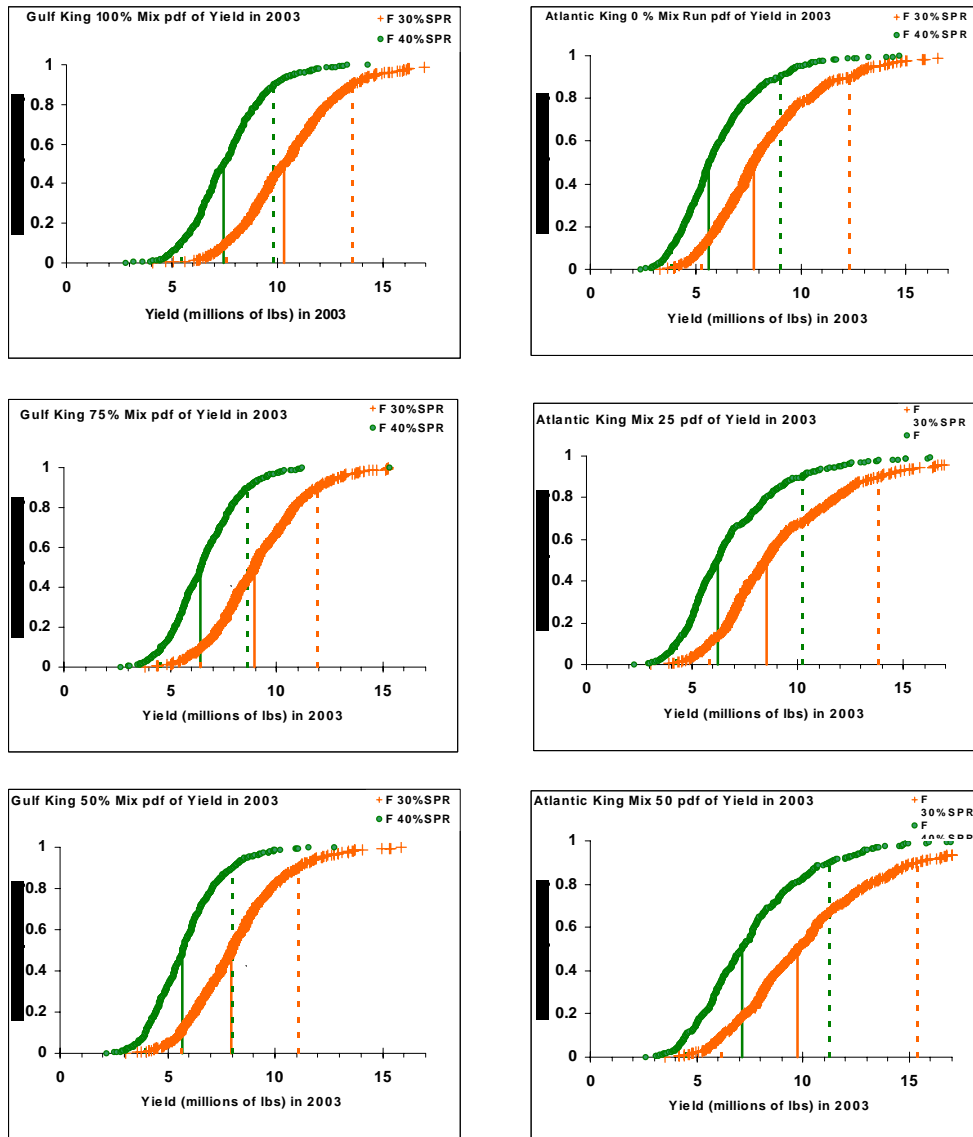 Gulf King 100% Mix pdf of Yield in 2003
F 30%SPR
F 40%SPR
1
0.8
0.6
0.4
0.2
0
0 5 10 15
Yield (millions of lbs) in 2003
Atlantic King 0 % Mix Run pdf of Yield in 2003
F 30%SPR
F 40%SPR
1
0.8
0.6
0.4
0.2
0
0 5 10 15
Yield (millions of lbs) in 2003
Gulf King 75% Mix pdf of Yield in 2003
F 30%SPR
F 40%SPR
1
0.8
0.6
0.4
0.2
0
0 5 10 15
Yield (millions of lbs) in 2003
Atlantic King Mix 25 pdf of Yield in 2003
F
30%SPR
F
1
0.8
0.6
0.4
0.2
0
0 5 10 15
Yield (millions of lbs) in 2003
Gulf King 50% Mix pdf of Yield in 2003
F 30%SPR
F 40%SPR
1
0.8
0.6
0.4
0.2
0
0 5 10 15
Yield (millions of lbs) in 2003
Atlantic King Mix 50 pdf of Yield in 2003
F
30%SPR
F
40%SPR
1
0.8
0.6
0.4
0.2
0
0 5 10 15
Yield (millions of lbs) in 2003